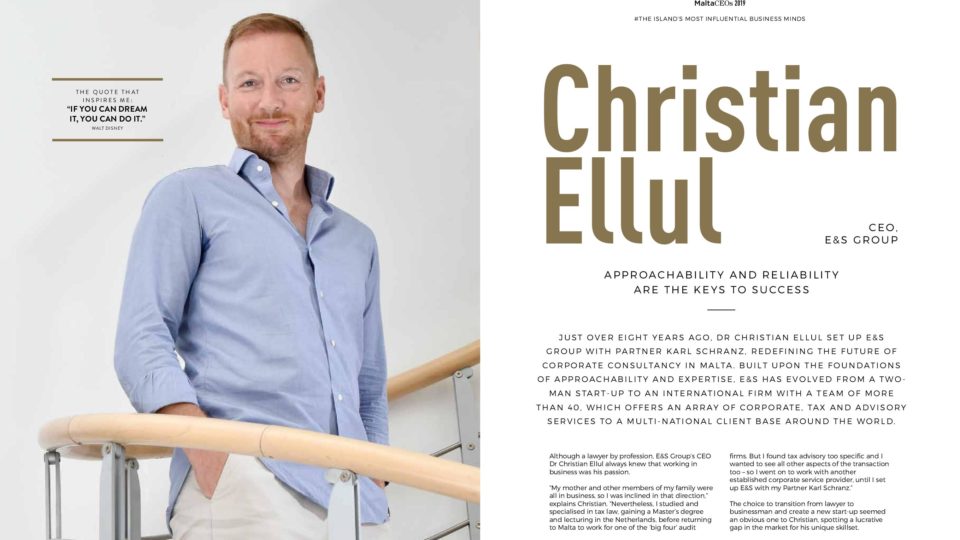 THE QUOTE THAT
INSPIRES ME:
"IF YOU CAN DREAM
IT, YOU CAN DO IT."
WALT DISNEY
MaltaCEOs 2019
#THE ISLAND'S MOST INFLUENTIAL BUSINESS MINDS
Christian
Ellul
CEO,
E&S GROUP
APPROACHABILITY AND RELIABILITY
ARE THE KEYS TO SUCCESS
JUST OVER EIGHT YEARS AGO, DR CHRISTIAN ELLUL SET UP E&S
GROUP WITH PARTNER KARL SCHRANZ, REDEFINING THE FUTURE OF
CORPORATE CONSULTANCY IN MALTA. BUILT UPON THE FOUNDATIONS
OF APPROACHABILITY AND EXPERTISE, E&S HAS EVOLVED FROM A TWO-
MAN START-UP TO AN INTERNATIONAL FIRM WITH A TEAM OF MORE
THAN 40, WHICH OFFERS AN ARRAY OF CORPORATE, TAX AND ADVISORY
SERVICES TO A MULTI-NATIONAL CLIENT BASE AROUND THE WORLD.
Although a lawyer by profession, E&S Group's CEO
Dr Christian Ellul always knew that working in
business was his passion.
"My mother and other members of my family were
all in business, so I was inclined in that direction,"
explains Christian. "Nevertheless, I studied and
specialised in tax law, gaining a Master's degree
and lecturing in the Netherlands, before returning
to Malta to work for one of the 'big four' audit
firms. But I found tax advisory too specific and I
wanted to see all other aspects of the transaction
too – so I went on to work with another
established corporate service provider, until I set
up E&S with my Partner Karl Schranz."
The choice to transition from lawyer to
businessman and create a new start-up seemed
an obvious one to Christian, spotting a lucrative
gap in the market for his unique skillset.